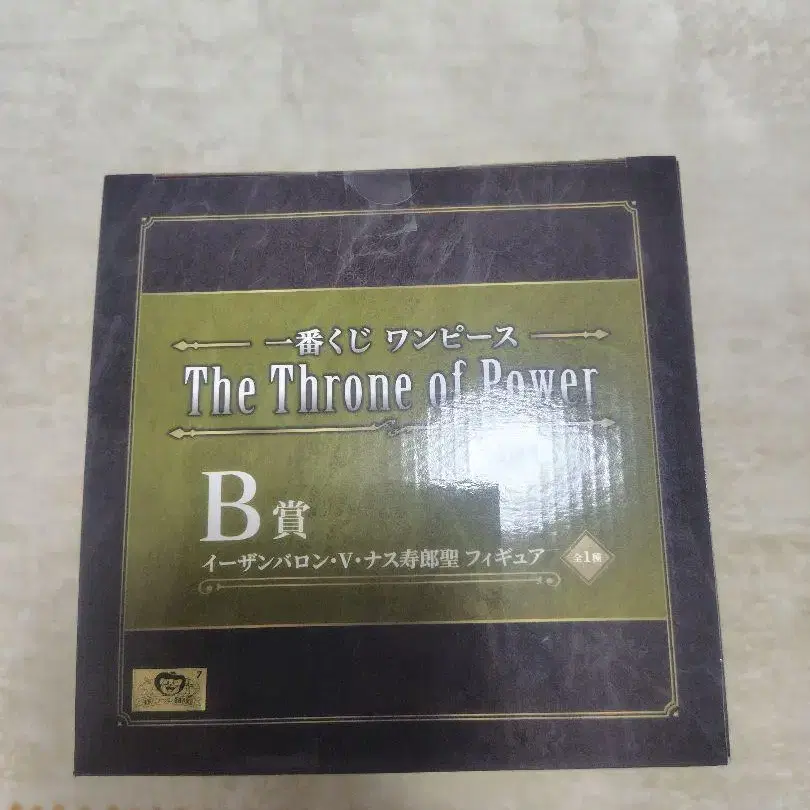 一番くじ ワンピース
The Throne of Power
B賞
イーザンバロン・V・ナス寿郎聖 フィギュア
全1種
7